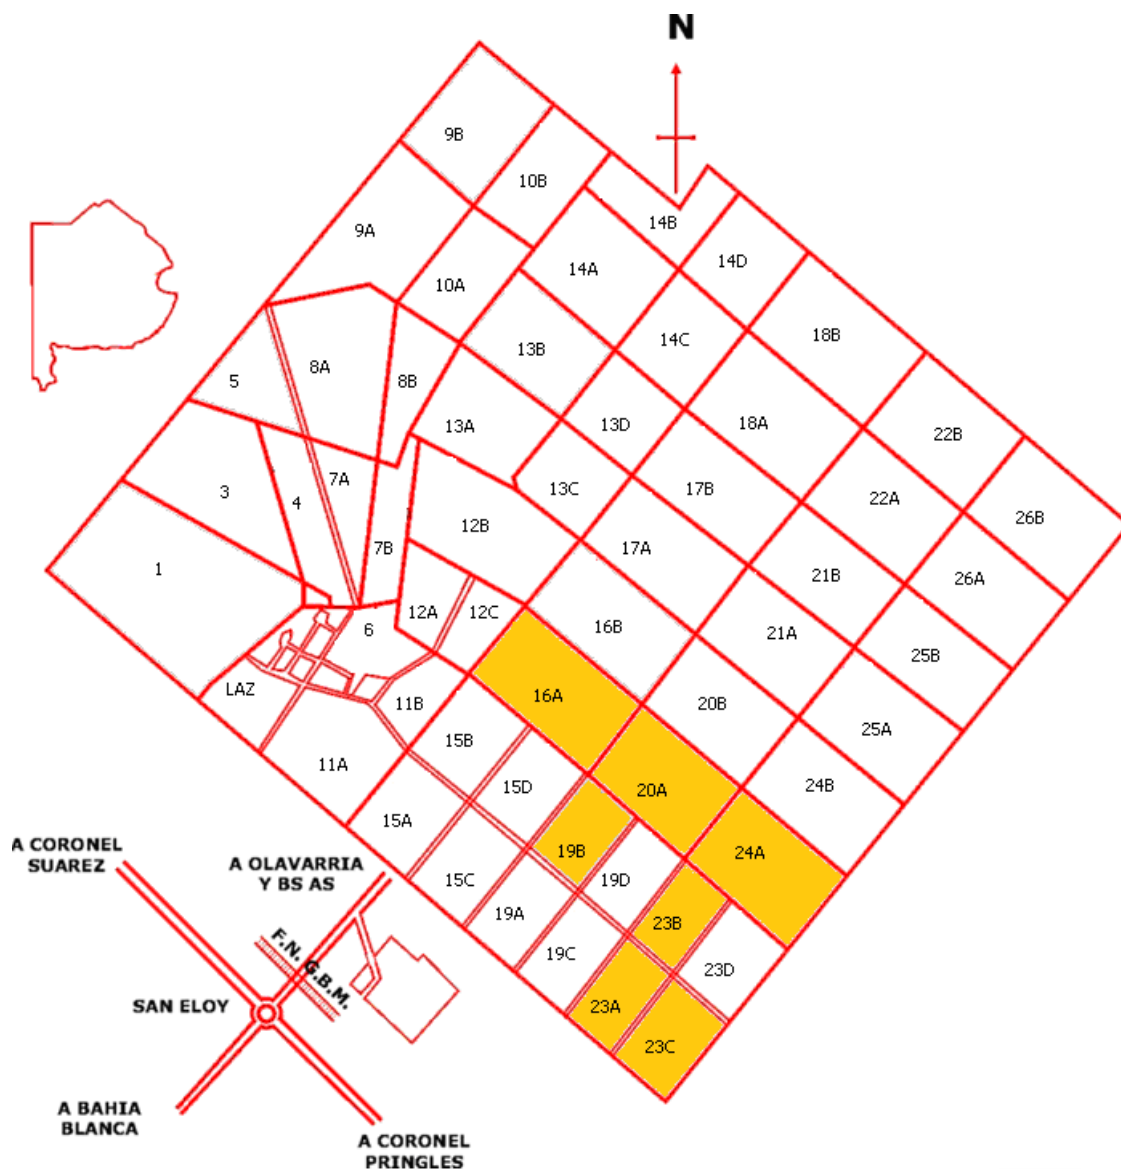 N
9B
10B
14B
9A
14D
14A
10A
18B
14C
13B
8A
5
8B
18A
13A
13D
22B
7A
17B
3
13C
4
22A
26B
12B
17A
7B
1
21B
26A
12A
12C
16B
6
21A
25B
LAZ
16A
11B
20B
25A
15B
11A
15D
20A
24B
15A
A CORONEL
SUAREZ
19B
24A
A OLAVARRIA
Y BS AS
15C
19D
19A
23B
F.N. G.B.M.
19C
23D
SAN ELOY
23A
23C
A BAHIA
BLANCA
A CORONEL
PRINGLES